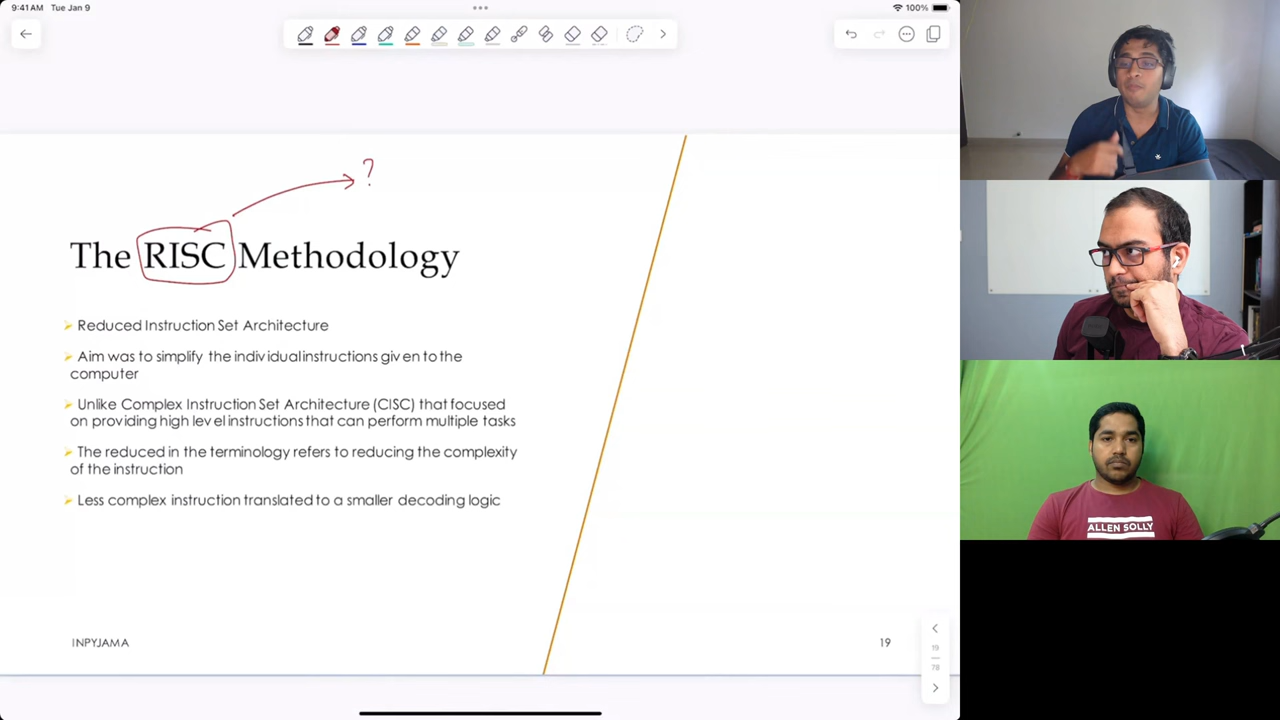 9:41 AM Tue Jan 9
100%
?
The RISC Methodology
Reduced Instruction Set Architecture
Aim was to simplify the individual instructions given to the
computer
Unlike Complex Instruction Set Architecture (CISC) that focused
on providing high level instructions that can perform multiple tasks
The reduced in the terminology refers to reducing the complexity
of the instruction
Less complex instruction translated to a smaller decoding logic
INPYJAMA
19
19
78
ALLEN SOLLY